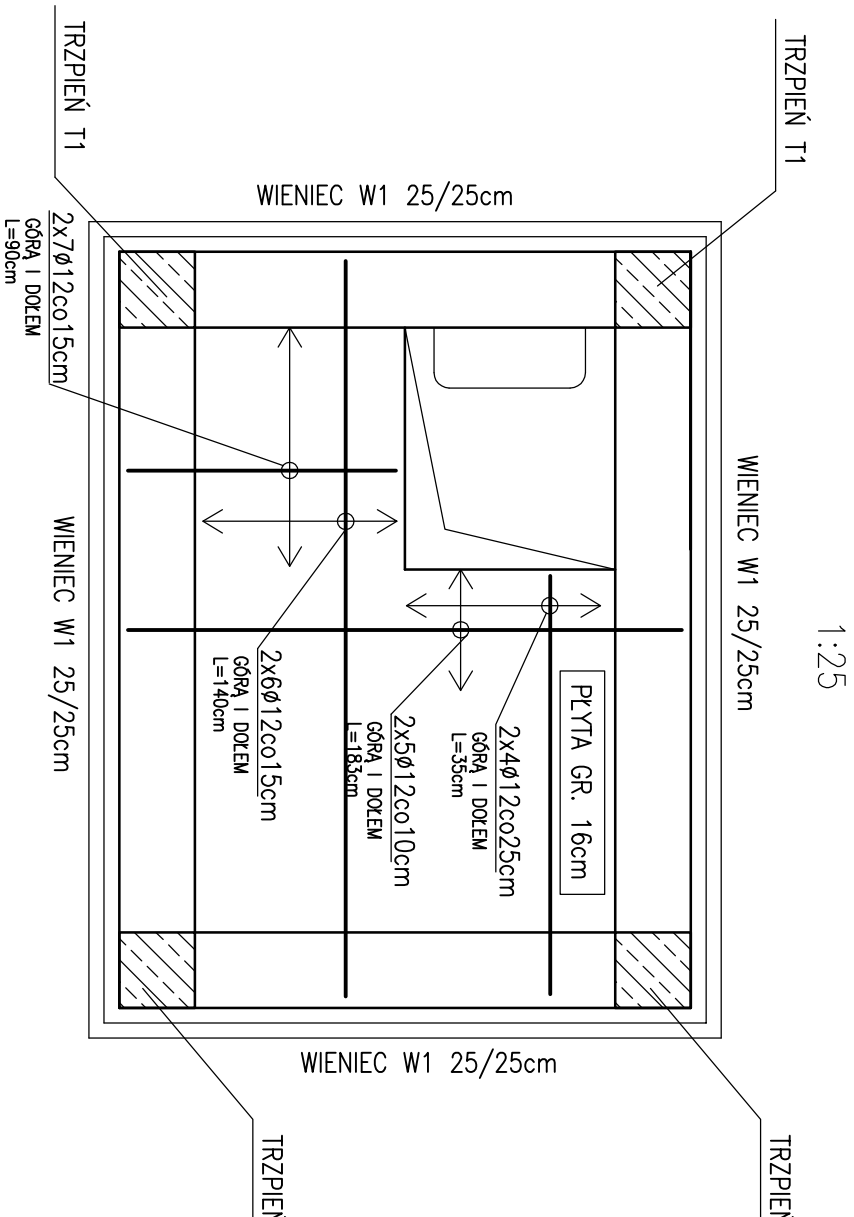 1:25
TRZPIEŃ T1
TRZPIEŃ T1
WIENIEC W1 25/25cm
WIENIEC W1 25/25cm
PŁYTA GR. 16cm
2x4ø12co25cm
GÓRĄ I DOŁEM
L=35cm
2x5ø12co10cm
GÓRĄ I DOŁEM
L=183cm
2x6ø12co15cm
GÓRĄ I DOŁEM
L=140cm
2x7ø12co15cm
GÓRĄ I DOŁEM
L=90cm
WIENIEC W1 25/25cm
WIENIEC W1 25/25cm
TRZPIEŃ
TRZPIEŃ